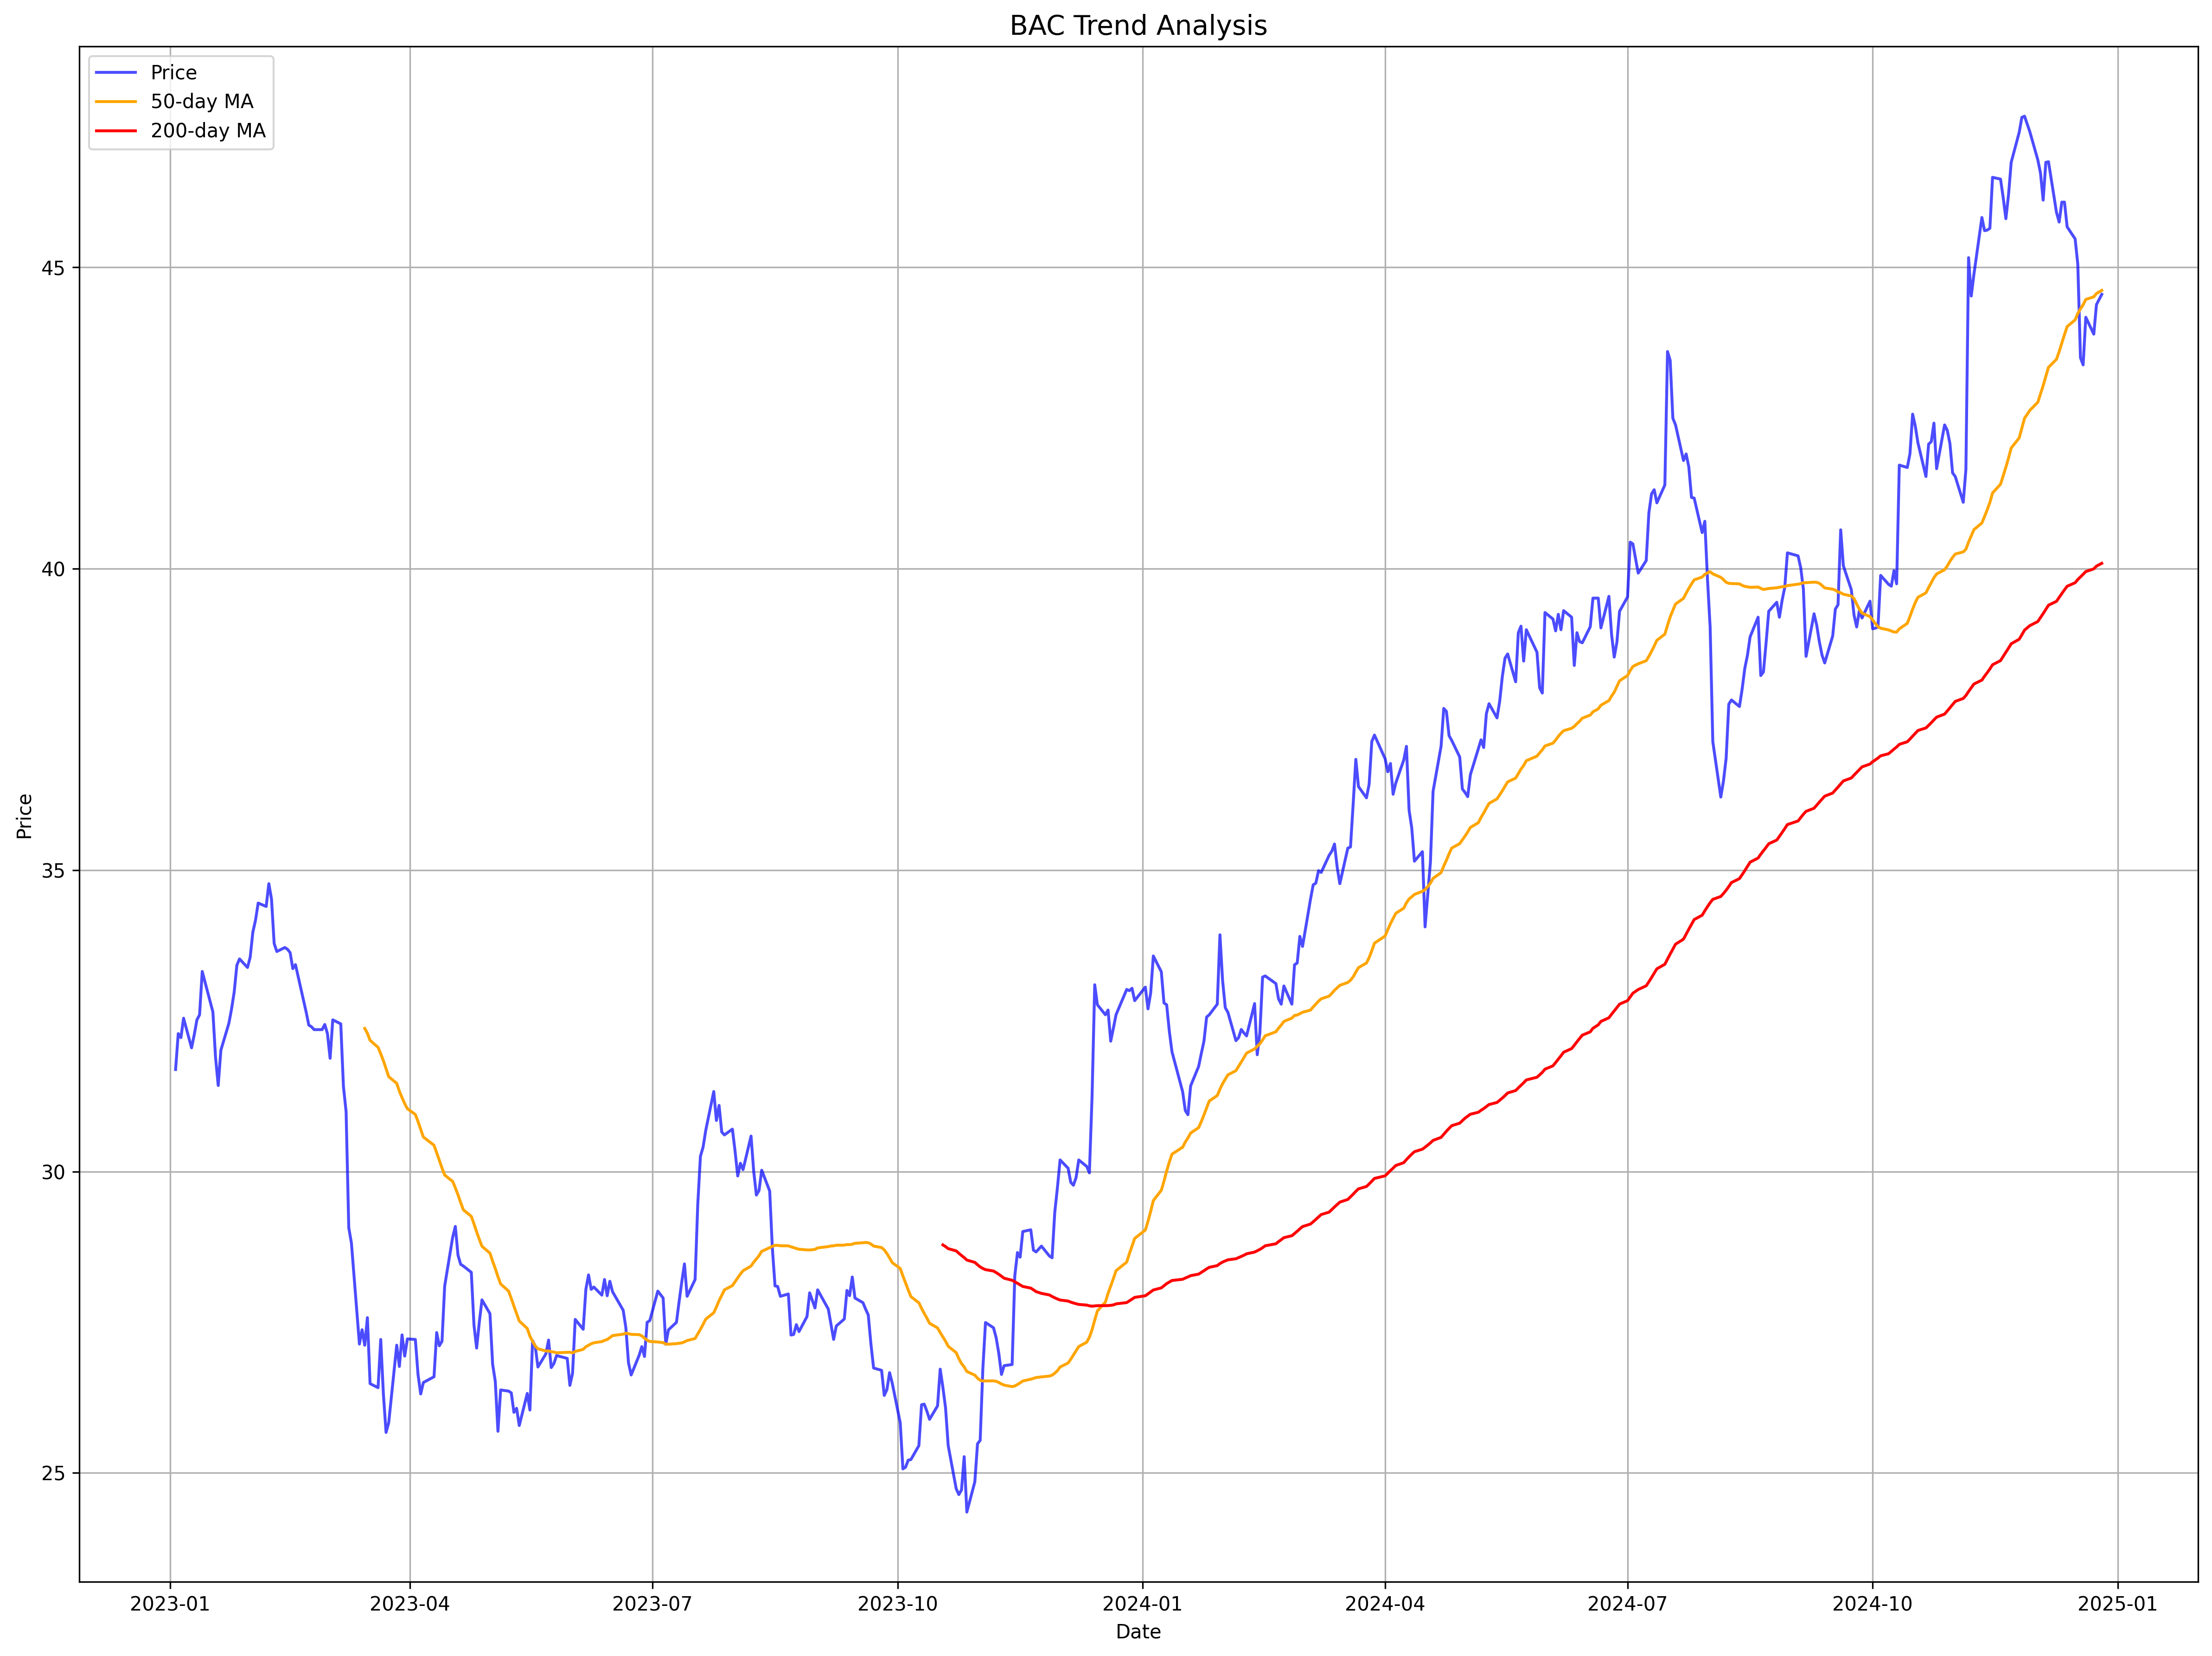 BAC Trend Analysis
Price
50-day MA
200-day MA
45
40
35
30
25
Price
2023-01
2023-04
2023-07
2023-10
2024-01
2024-04
2024-07
2024-10
2025-01
Date